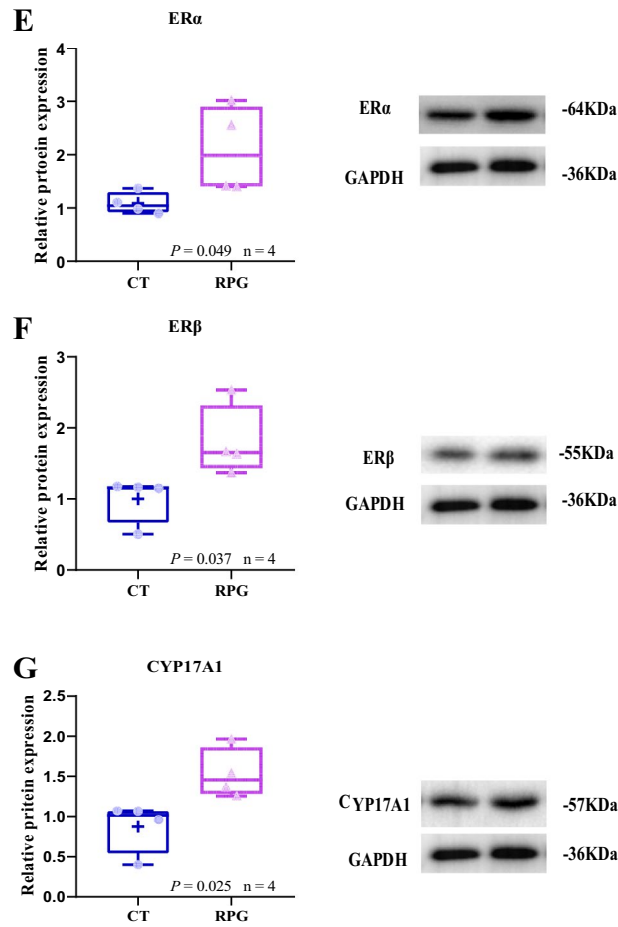 E
ERα
Relative prtoein expression
4
3
2
1
0
P = 0.049 n = 4
CT RPG
ERα -64KDa
GAPDH -36KDa
F
ERβ
Relative protein expression
3
2
1
0
P = 0.037 n = 4
CT RPG
ERβ -55KDa
GAPDH -36KDa
G
CYP17A1
Relative pritein expression
2.5
2.0
1.5
1.0
0.5
0.0
P = 0.025 n = 4
CT RPG
CYP17A1 -57KDa
GAPDH -36KDa